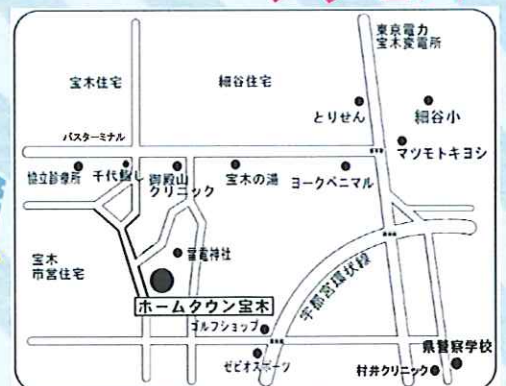 東京電力
宝木変電所
宝木住宅
細谷住宅
とりせん
細谷小
バスターミナル
マツモトキヨシ
協立診療所
千代鮨し
御殿山
クリニック
宝木の湯
ヨークベニマル
宝木
市営住宅
雷電神社
宇都宮環状線
ホームタウン宝木
ゴルフショップ
ゼビオスポーツ
県警察学校
村井クリニック